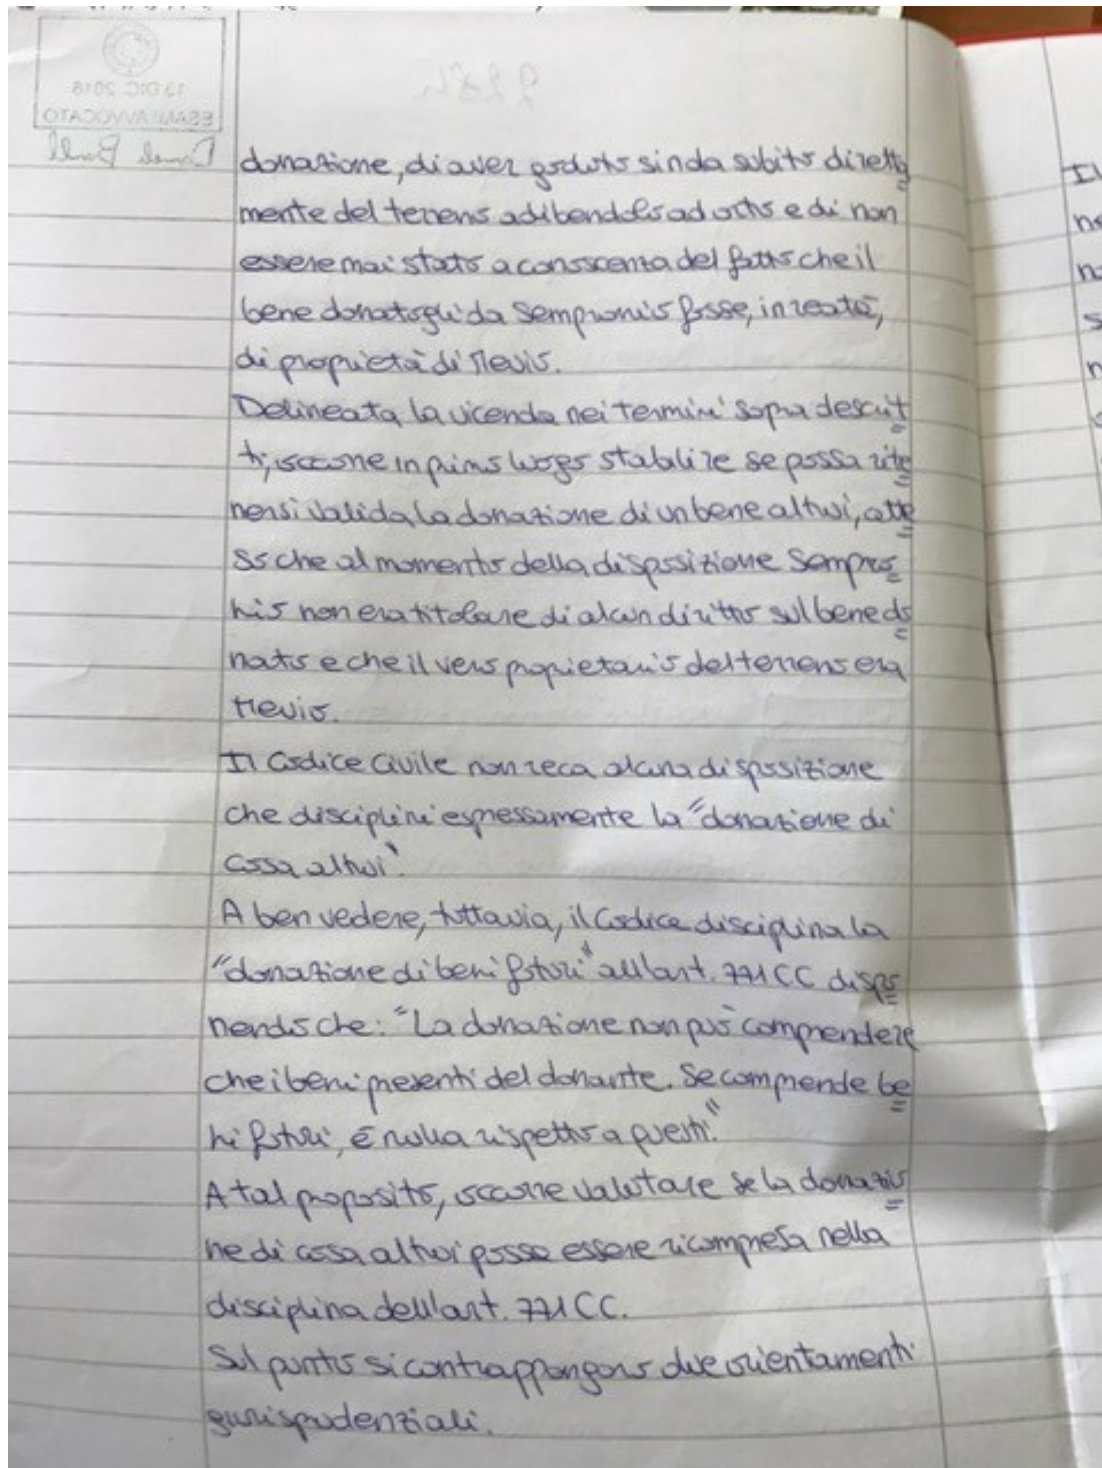 donazione, di aver goduto sin da subito diretta
mente del terreno adibendolo ad orto e di non
essere mai stato a conoscenza del fatto che il
bene donatogli da Sempronio fosse, in realtà,
di proprietà di Mevio.
Delineata la vicenda nei termini sopra descrit
ti, occorre in primo luogo stabilire se possa rite
nersi valida la donazione di un bene altrui, atte
so che al momento della disposizione Sempro
nio non era titolare di alcun diritto sul bene do
nato e che il vero proprietario del terreno era
Mevio.
Il Codice Civile non reca alcuna disposizione
che disciplini espressamente la "donazione di
cosa altrui".
A ben vedere, tuttavia, il Codice disciplina la
"donazione di beni futuri" all'art. 771 CC dispo
nendo che: "La donazione non può comprendere
che i beni presenti del donante. Se comprende be
ni futuri, è nulla rispetto a questi."
A tal proposito, occorre valutare se la donazio
ne di cosa altrui possa essere ricompresa nella
disciplina dell'art. 771 CC.
Sul punto si contrappongono due orientamenti
giurisprudenziali.
13 DIC 2018
ESAMI AVVOCATO